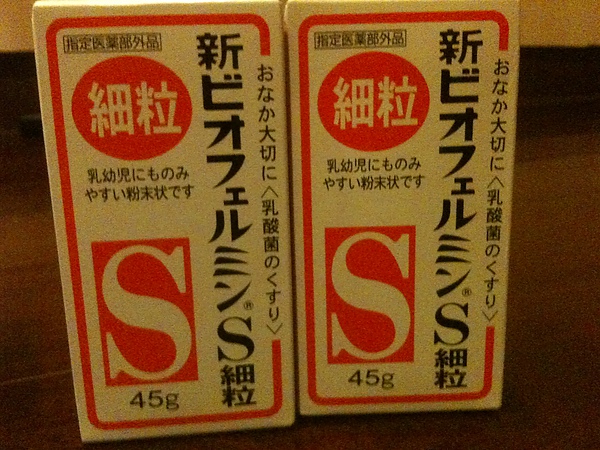 指定医薬部外品
細粒
乳幼児にものみ
やすい粉末状です
S
45g
新ビオフェルミン®S細粒
おなか大切に〈乳酸菌のくすり〉
指定医薬部外品
細粒
乳幼児にものみ
やすい粉末状です
S
45g
新ビオフェルミン®S細粒
おなか大切に〈乳酸菌のくすり〉